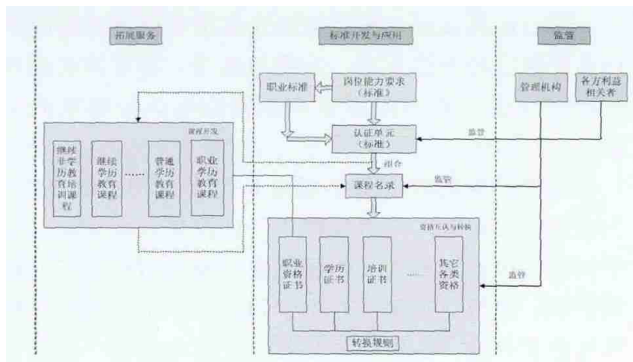 拓展服务
标准开发与应用
监管
职业标准
岗位能力要求
（标准）
管理机构
各方利益
相关者
课程开发
继续
非学
历教
育培
训课
程
继续
学历
教育
课程
……
普通
学历
教育
课程
职业
学历
教育
课程
认证单元
（标准）
监管
组合
课程名录
监管
资格互认与转换
职业
资格
证书
学历
证书
培训
证书
……
其它
各类
资格
监管
转损规则